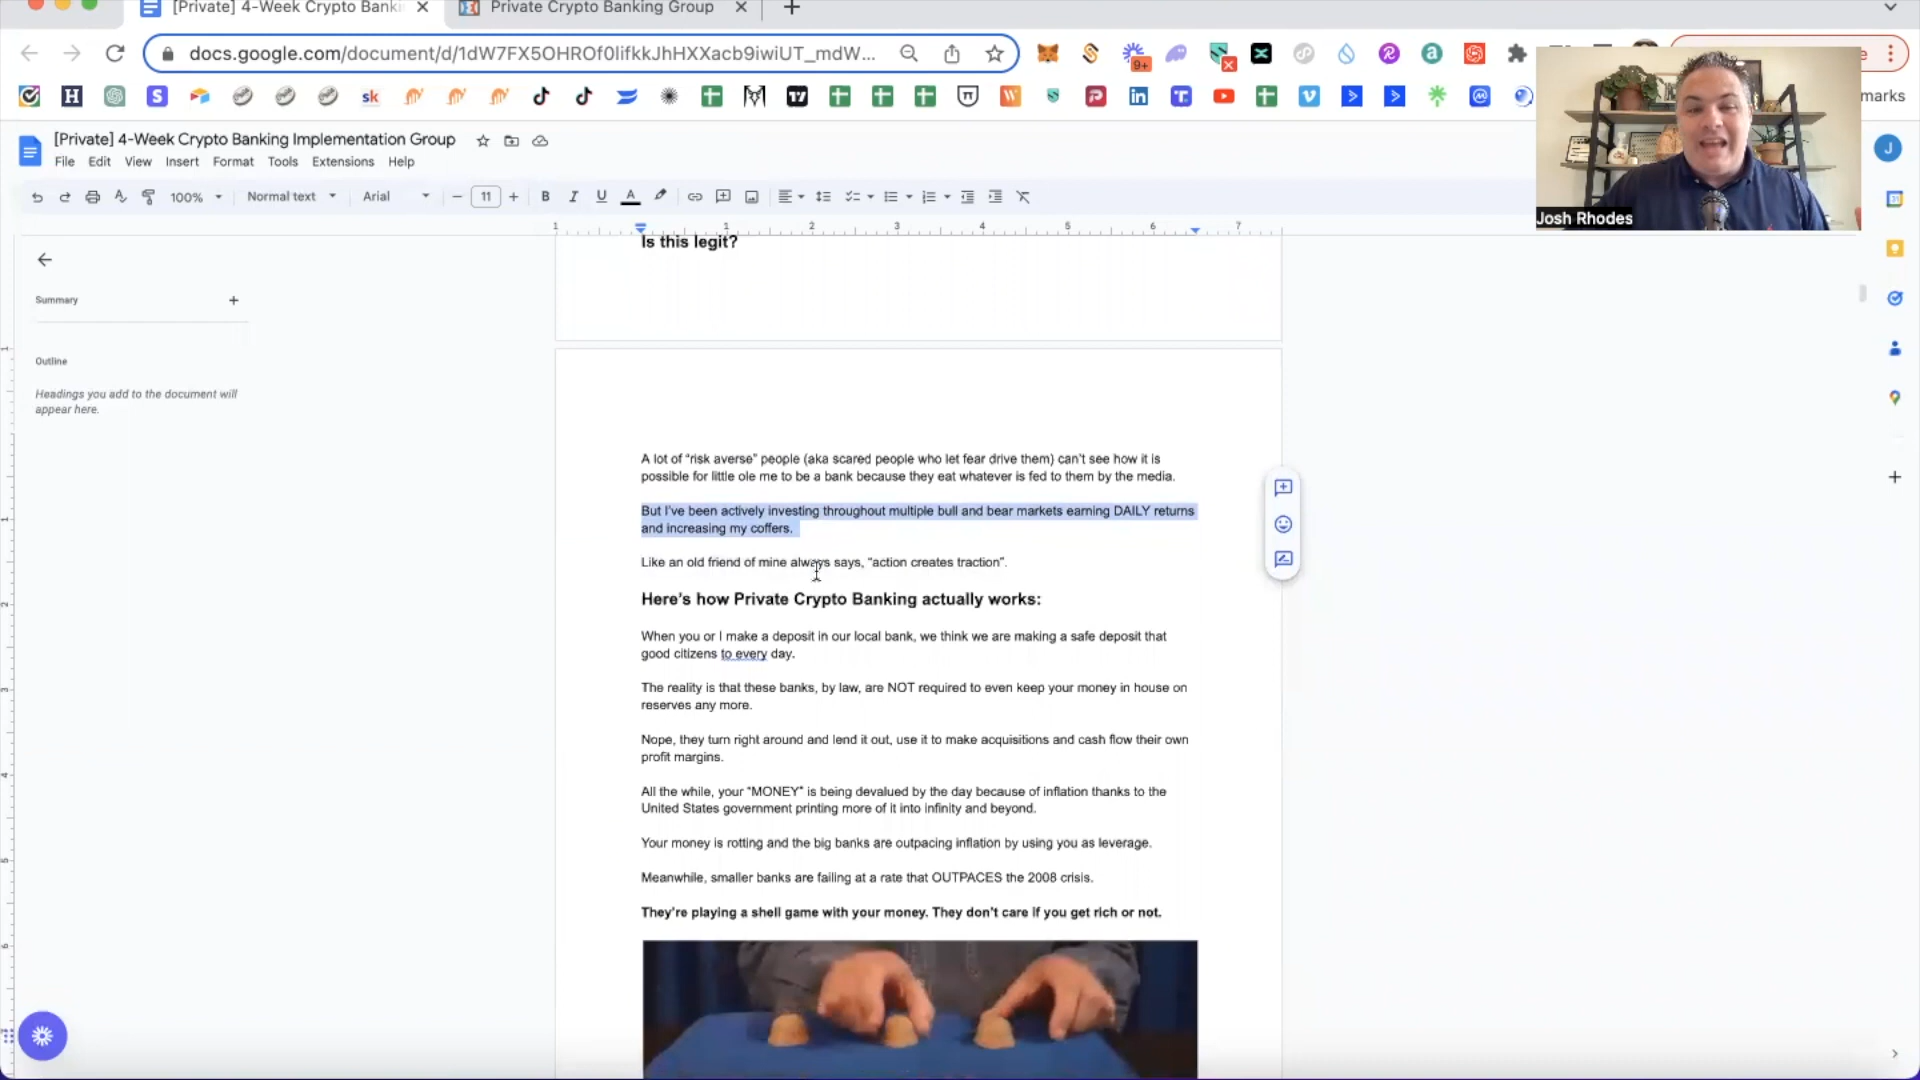 [Private] 4-Week Crypto Banki
Private Crypto Banking Group
docs.google.com/document/d/1dW7FX5OHROf0lifkkJhHXXacb9iwiUT_mdW...
9+
e
H
S
sk
marks
[Private] 4-Week Crypto Banking Implementation Group
File Edit View Insert Format Tools Extensions Help
J
100% Normal text Arial 11 B I U A
Josh Rhodes
1 1 2 3 4 5 6 7
Is this legit?
Summary
Outline
Headings you add to the document will
appear here.
A lot of “risk averse” people (aka scared people who let fear drive them) can’t see how it is
possible for little ole me to be a bank because they eat whatever is fed to them by the media.
But I’ve been actively investing throughout multiple bull and bear markets earning DAILY returns
and increasing my coffers.
Like an old friend of mine always says, “action creates traction”.
Here’s how Private Crypto Banking actually works:
When you or I make a deposit in our local bank, we think we are making a safe deposit that
good citizens to every day.
The reality is that these banks, by law, are NOT required to even keep your money in house on
reserves any more.
Nope, they turn right around and lend it out, use it to make acquisitions and cash flow their own
profit margins.
All the while, your “MONEY” is being devalued by the day because of inflation thanks to the
United States government printing more of it into infinity and beyond.
Your money is rotting and the big banks are outpacing inflation by using you as leverage.
Meanwhile, smaller banks are failing at a rate that OUTPACES the 2008 crisis.
They’re playing a shell game with your money. They don’t care if you get rich or not.